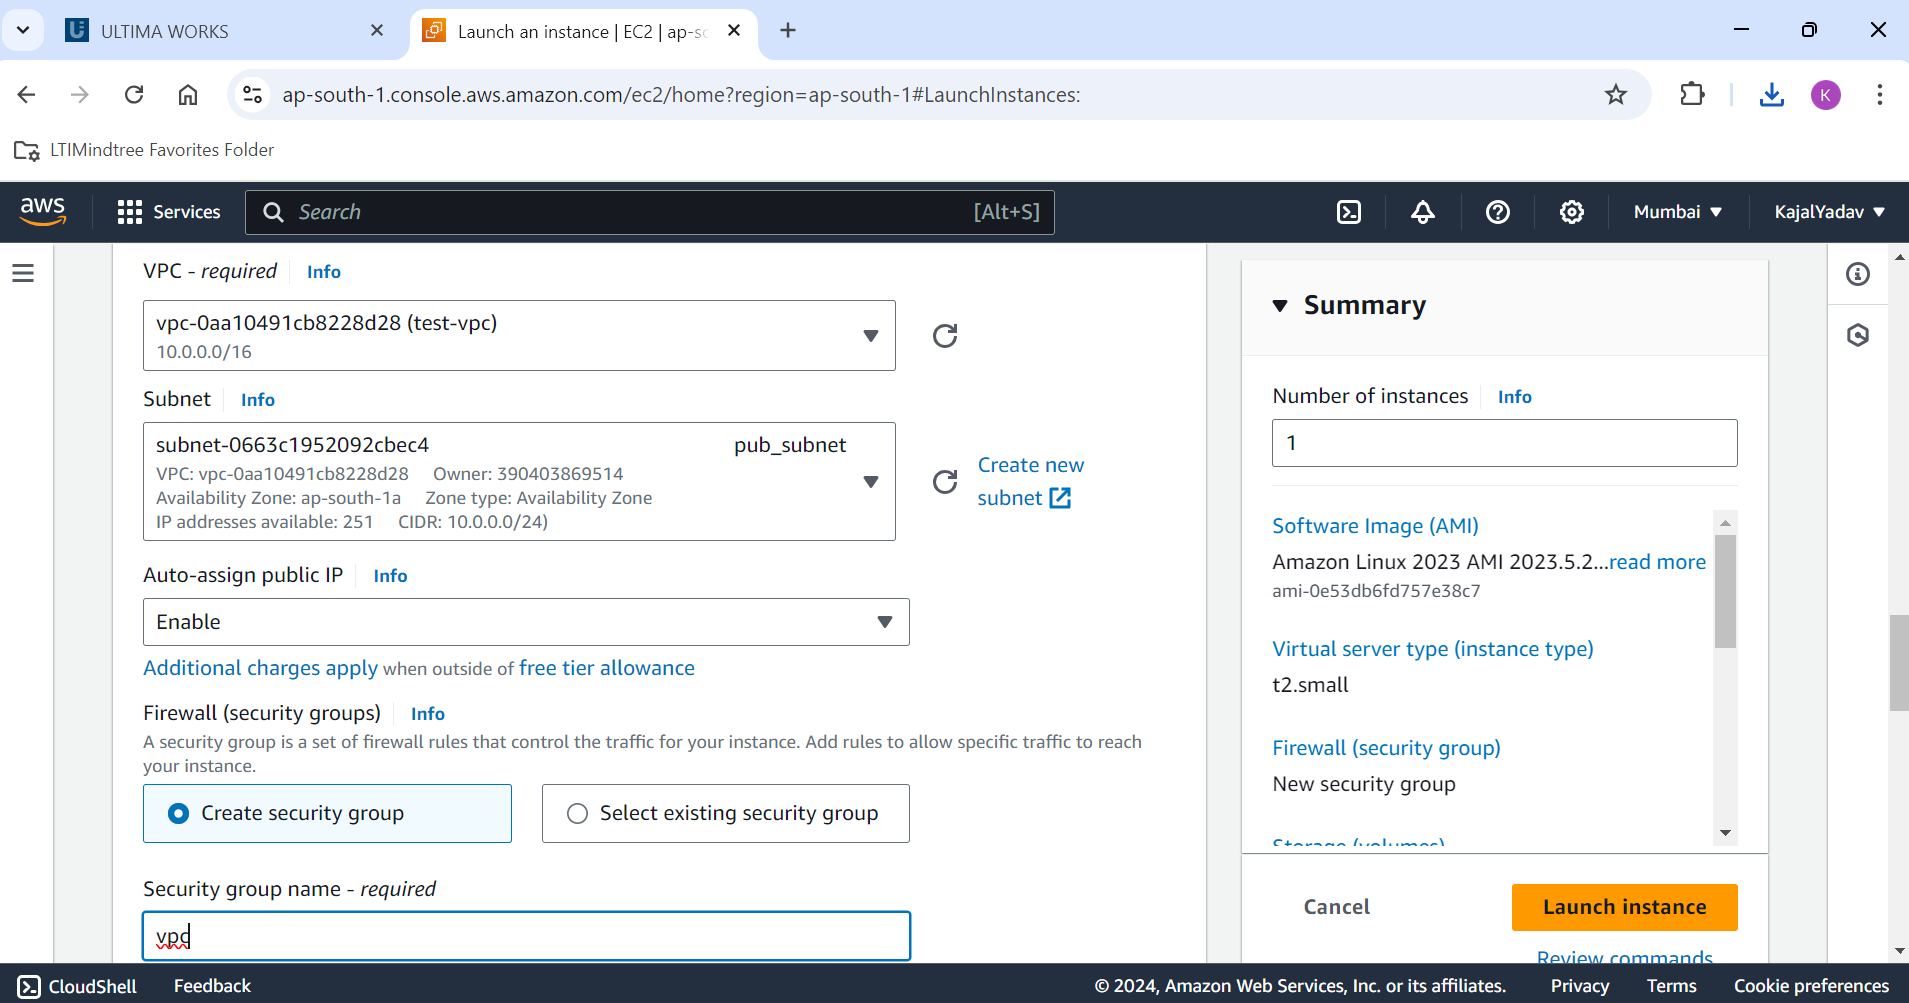 ULTIMA WORKS
Launch an instance | EC2 | ap-so
ap-south-1.console.aws.amazon.com/ec2/home?region=ap-south-1#LaunchInstances:
K
LTIMindtree Favorites Folder
aws
Services
Search
[Alt+S]
Mumbai
KajalYadav
VPC - required
Info
vpc-0aa10491cb8228d28 (test-vpc)
10.0.0.0/16
Subnet
Info
subnet-0663c1952092cbec4 pub_subnet
VPC: vpc-0aa10491cb8228d28 Owner: 390403869514
Availability Zone: ap-south-1a Zone type: Availability Zone
IP addresses available: 251 CIDR: 10.0.0.0/24)
Create new
subnet
Auto-assign public IP
Info
Enable
Additional charges apply when outside of free tier allowance
Firewall (security groups)
Info
A security group is a set of firewall rules that control the traffic for your instance. Add rules to allow specific traffic to reach
your instance.
Create security group
Select existing security group
Security group name - required
vpc
Summary
Number of instances
Info
1
Software Image (AMI)
Amazon Linux 2023 AMI 2023.5.2...read more
ami-0e53db6fd757e38c7
Virtual server type (instance type)
t2.small
Firewall (security group)
New security group
Storage (volumes)
Cancel
Launch instance
Review commands
CloudShell
Feedback
© 2024, Amazon Web Services, Inc. or its affiliates.
Privacy
Terms
Cookie preferences